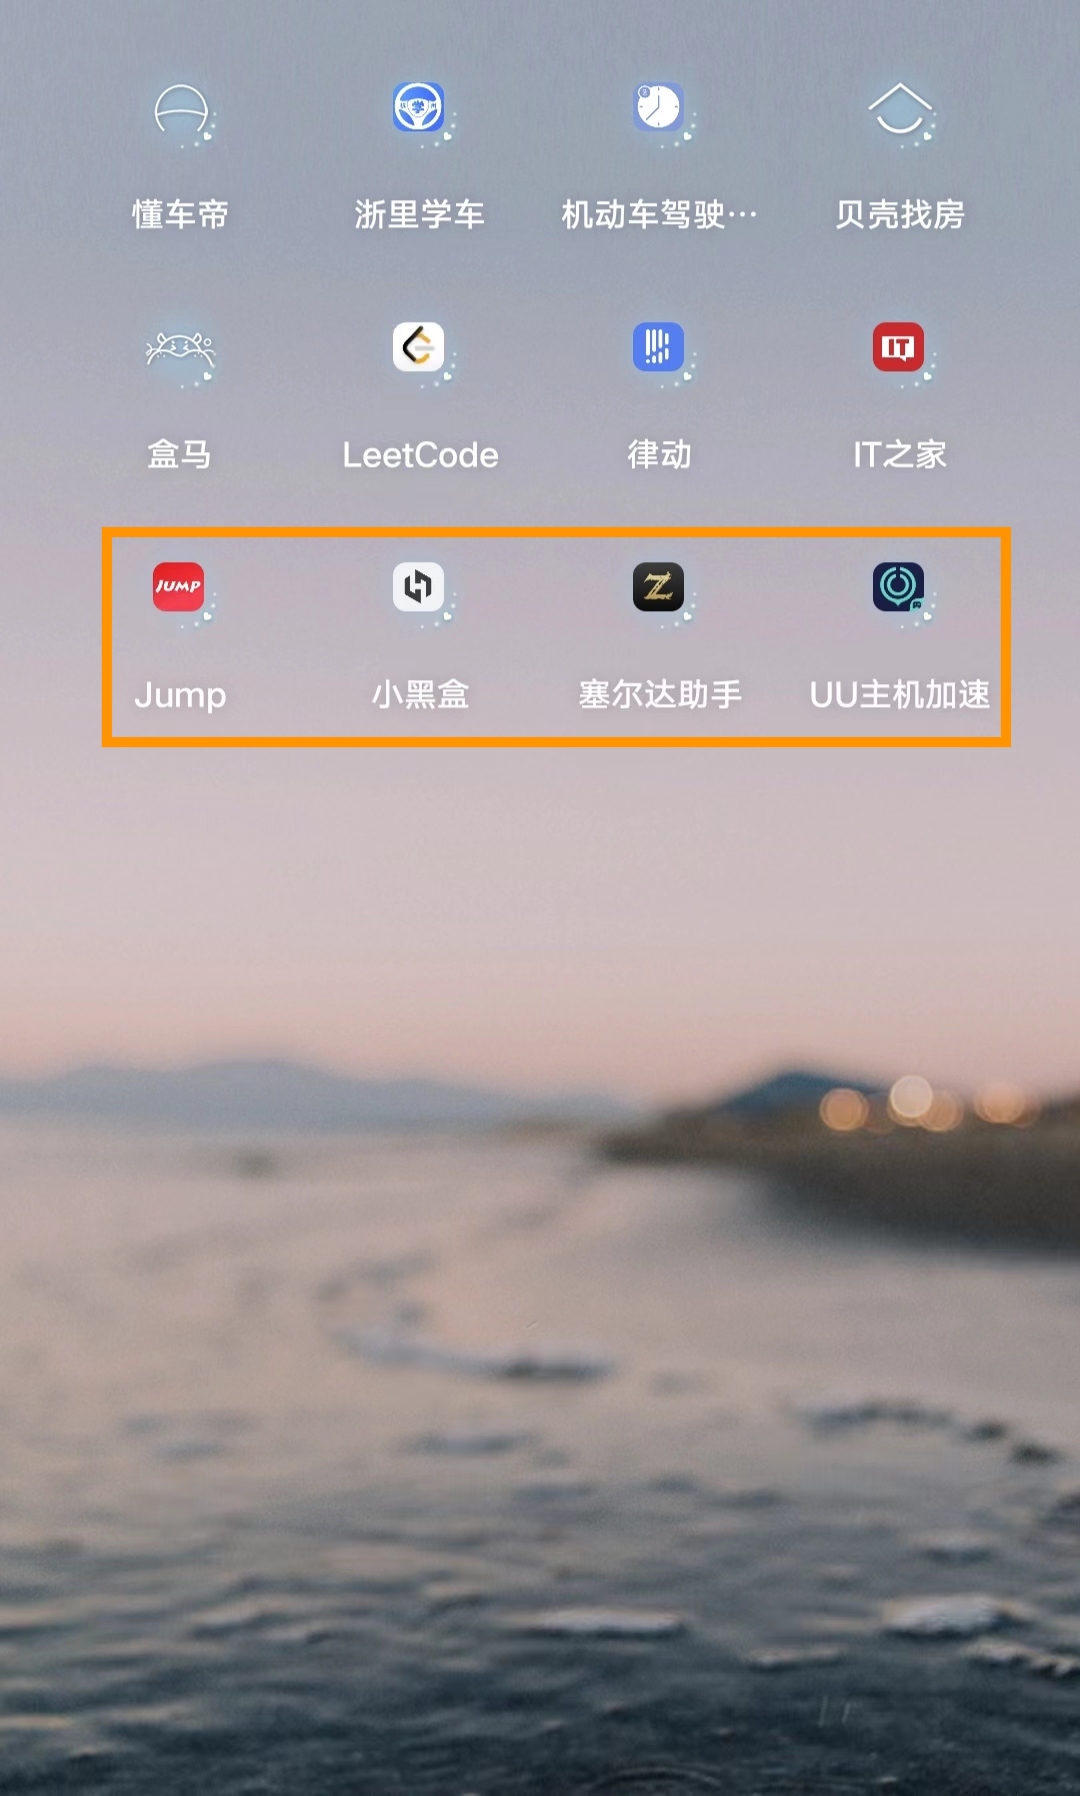 懂车帝
浙里学车
机动车驾驶…
贝壳找房
盒马
LeetCode
律动
IT
IT之家
JUMP
Jump
小黑盒
Z
塞尔达助手
UU主机加速